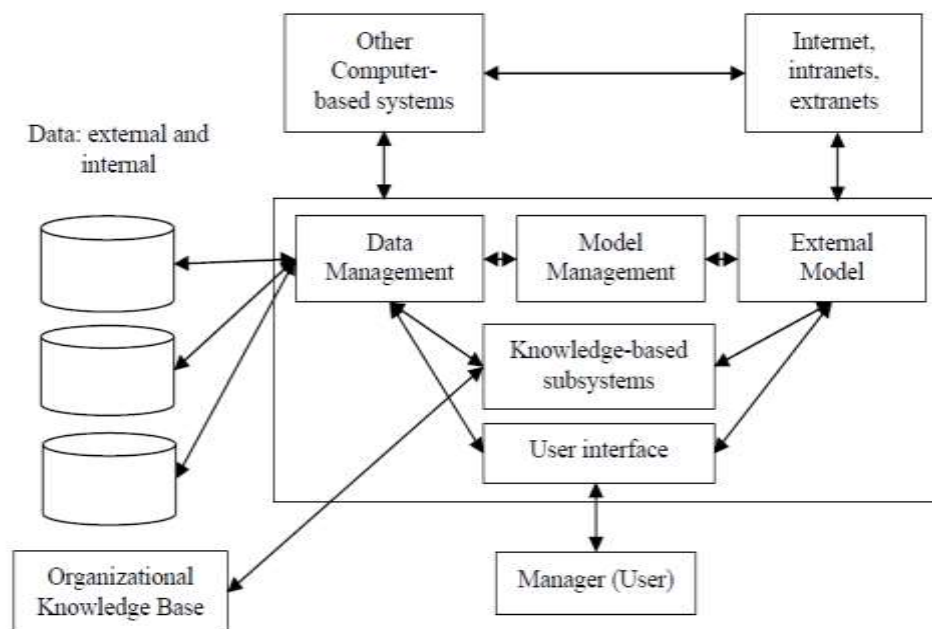 Other
Computer-
based systems
Internet,
intranets,
extranets
Data: external and
internal
Data
Management
Model
Management
External
Model
Knowledge-based
subsystems
User interface
Organizational
Knowledge Base
Manager (User)